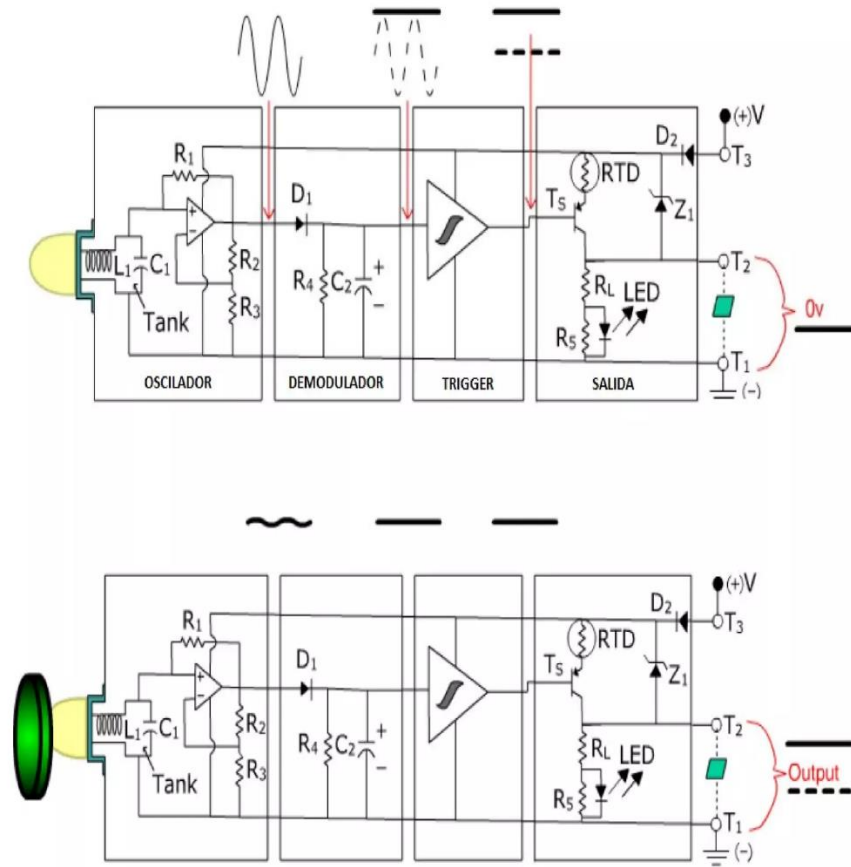 (+)V
D₂
T₃
R₁
RTD
D₁
Tₛ
Z₁
T₂
L₁
C₁
R₂
R₄
C₂
+
−
R_L
LED
0v
Tank
R₃
R₅
T₁
OSCILADOR
DEMODULADOR
TRIGGER
SALIDA
(-)
(+)V
D₂
T₃
R₁
RTD
D₁
Tₛ
Z₁
T₂
L₁
C₁
R₂
R₄
C₂
+
−
R_L
LED
Output
Tank
R₃
R₅
T₁
(-)